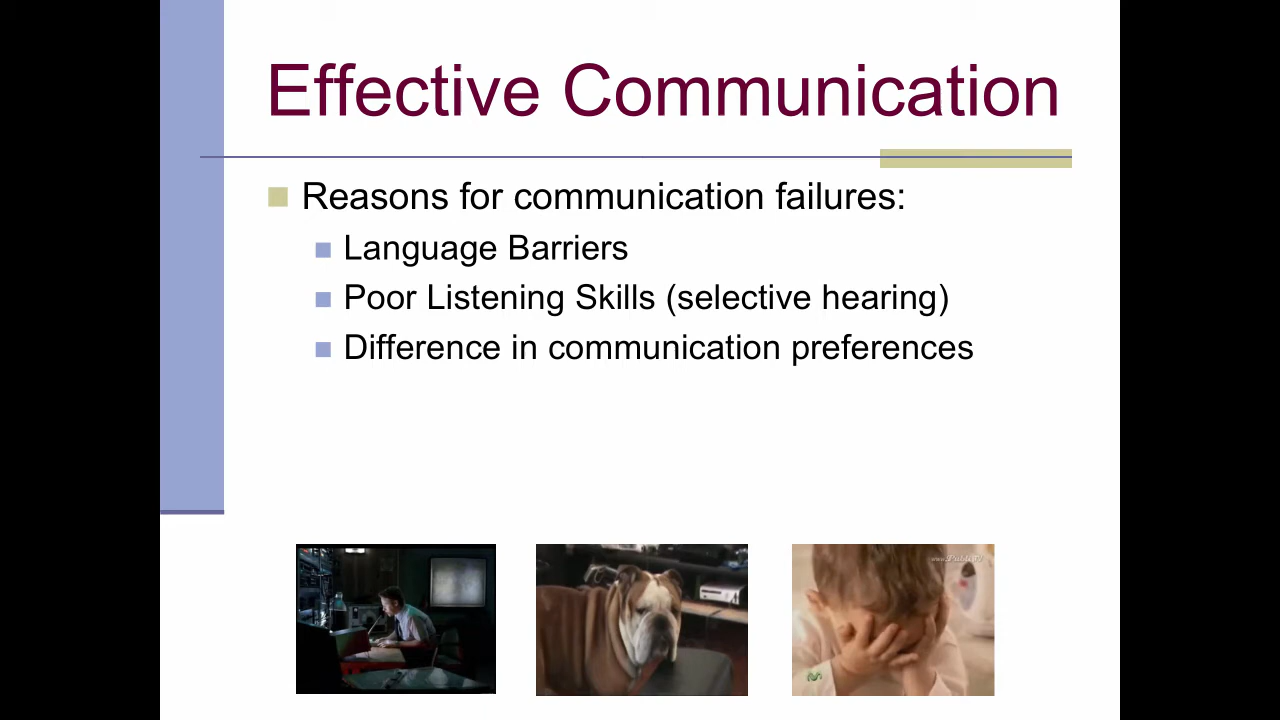 Effective Communication
Reasons for communication failures:
Language Barriers
Poor Listening Skills (selective hearing)
Difference in communication preferences